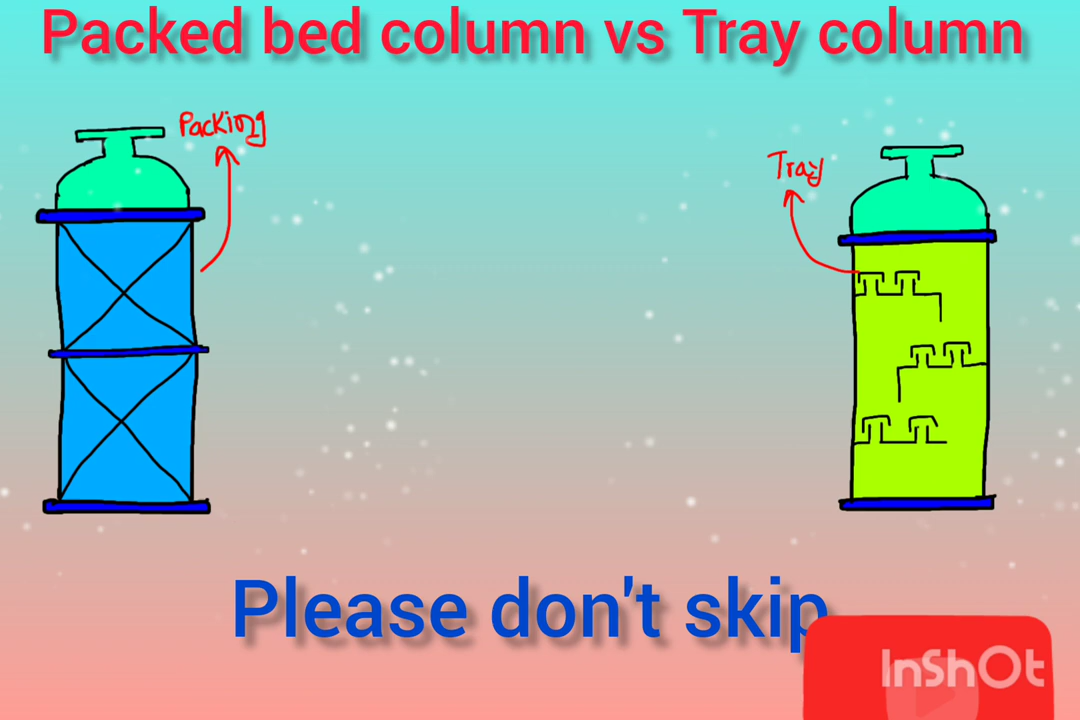 Packed bed column vs Tray column
Packing
Tray
Please don't skip
InShOt